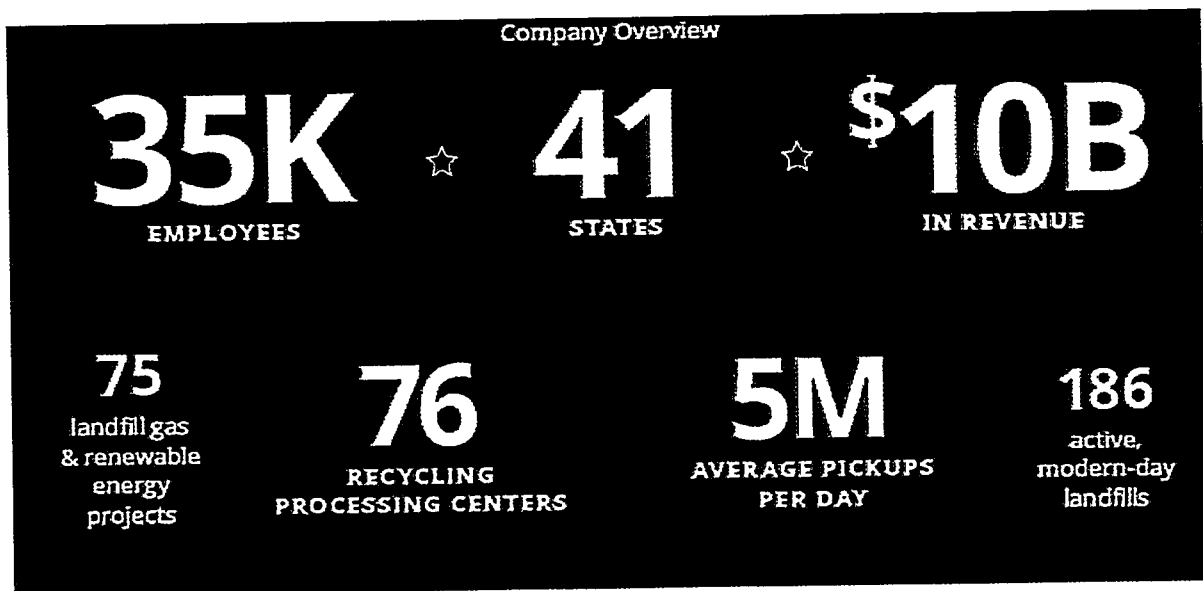 Company Overview
35K
EMPLOYEES
41
STATES
$10B
IN REVENUE
75
landfill gas
& renewable
energy
projects
76
RECYCLING
PROCESSING CENTERS
5M
AVERAGE PICKUPS
PER DAY
186
active,
modern-day
landfills